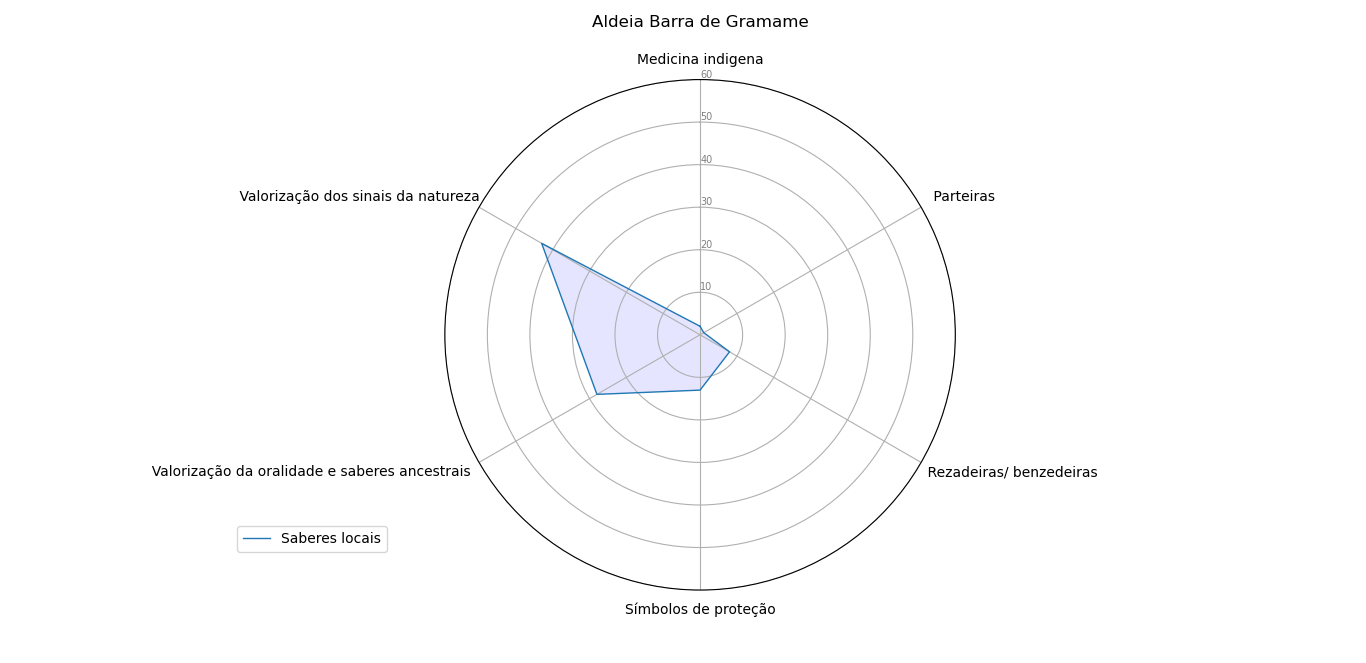 Aldeia Barra de Gramame
Medicina indigena
60
50
40
30
20
10
Valorização dos sinais da natureza
Parteiras
Valorização da oralidade e saberes ancestrais
Rezadeiras/ benzedeiras
Saberes locais
Símbolos de proteção